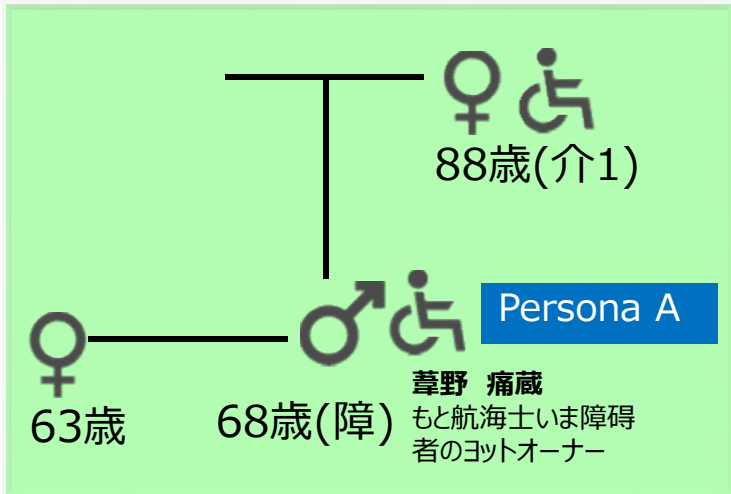 88歳(介1)
Persona A
葦野 痛蔵
もと航海士いま障碍
者のヨットオーナー
68歳(障)
63歳